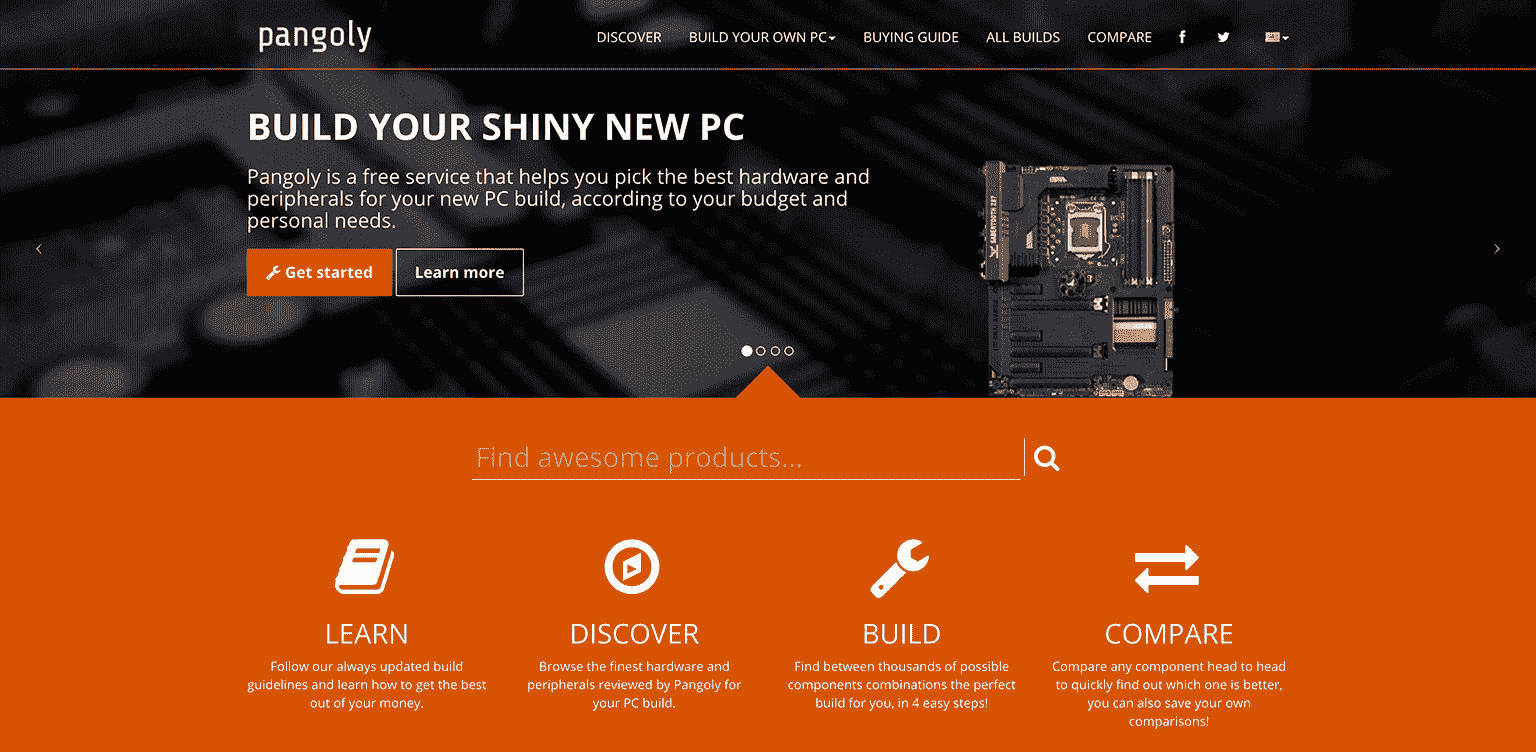 pangoly
DISCOVER
BUILD YOUR OWN PC
BUYING GUIDE
ALL BUILDS
COMPARE
BUILD YOUR SHINY NEW PC
Pangoly is a free service that helps you pick the best hardware and
peripherals for your new PC build, according to your budget and
personal needs.
Get started
Learn more
SABERTOOTH Z87
Find awesome products...
LEARN
Follow our always updated build
guidelines and learn how to get the best
out of your money.
DISCOVER
Browse the finest hardware and
peripherals reviewed by Pangoly for
your PC build.
BUILD
Find between thousands of possible
components combinations the perfect
build for you, in 4 easy steps!
COMPARE
Compare any component head to head
to quickly find out which one is better,
you can also save your own
comparisons!